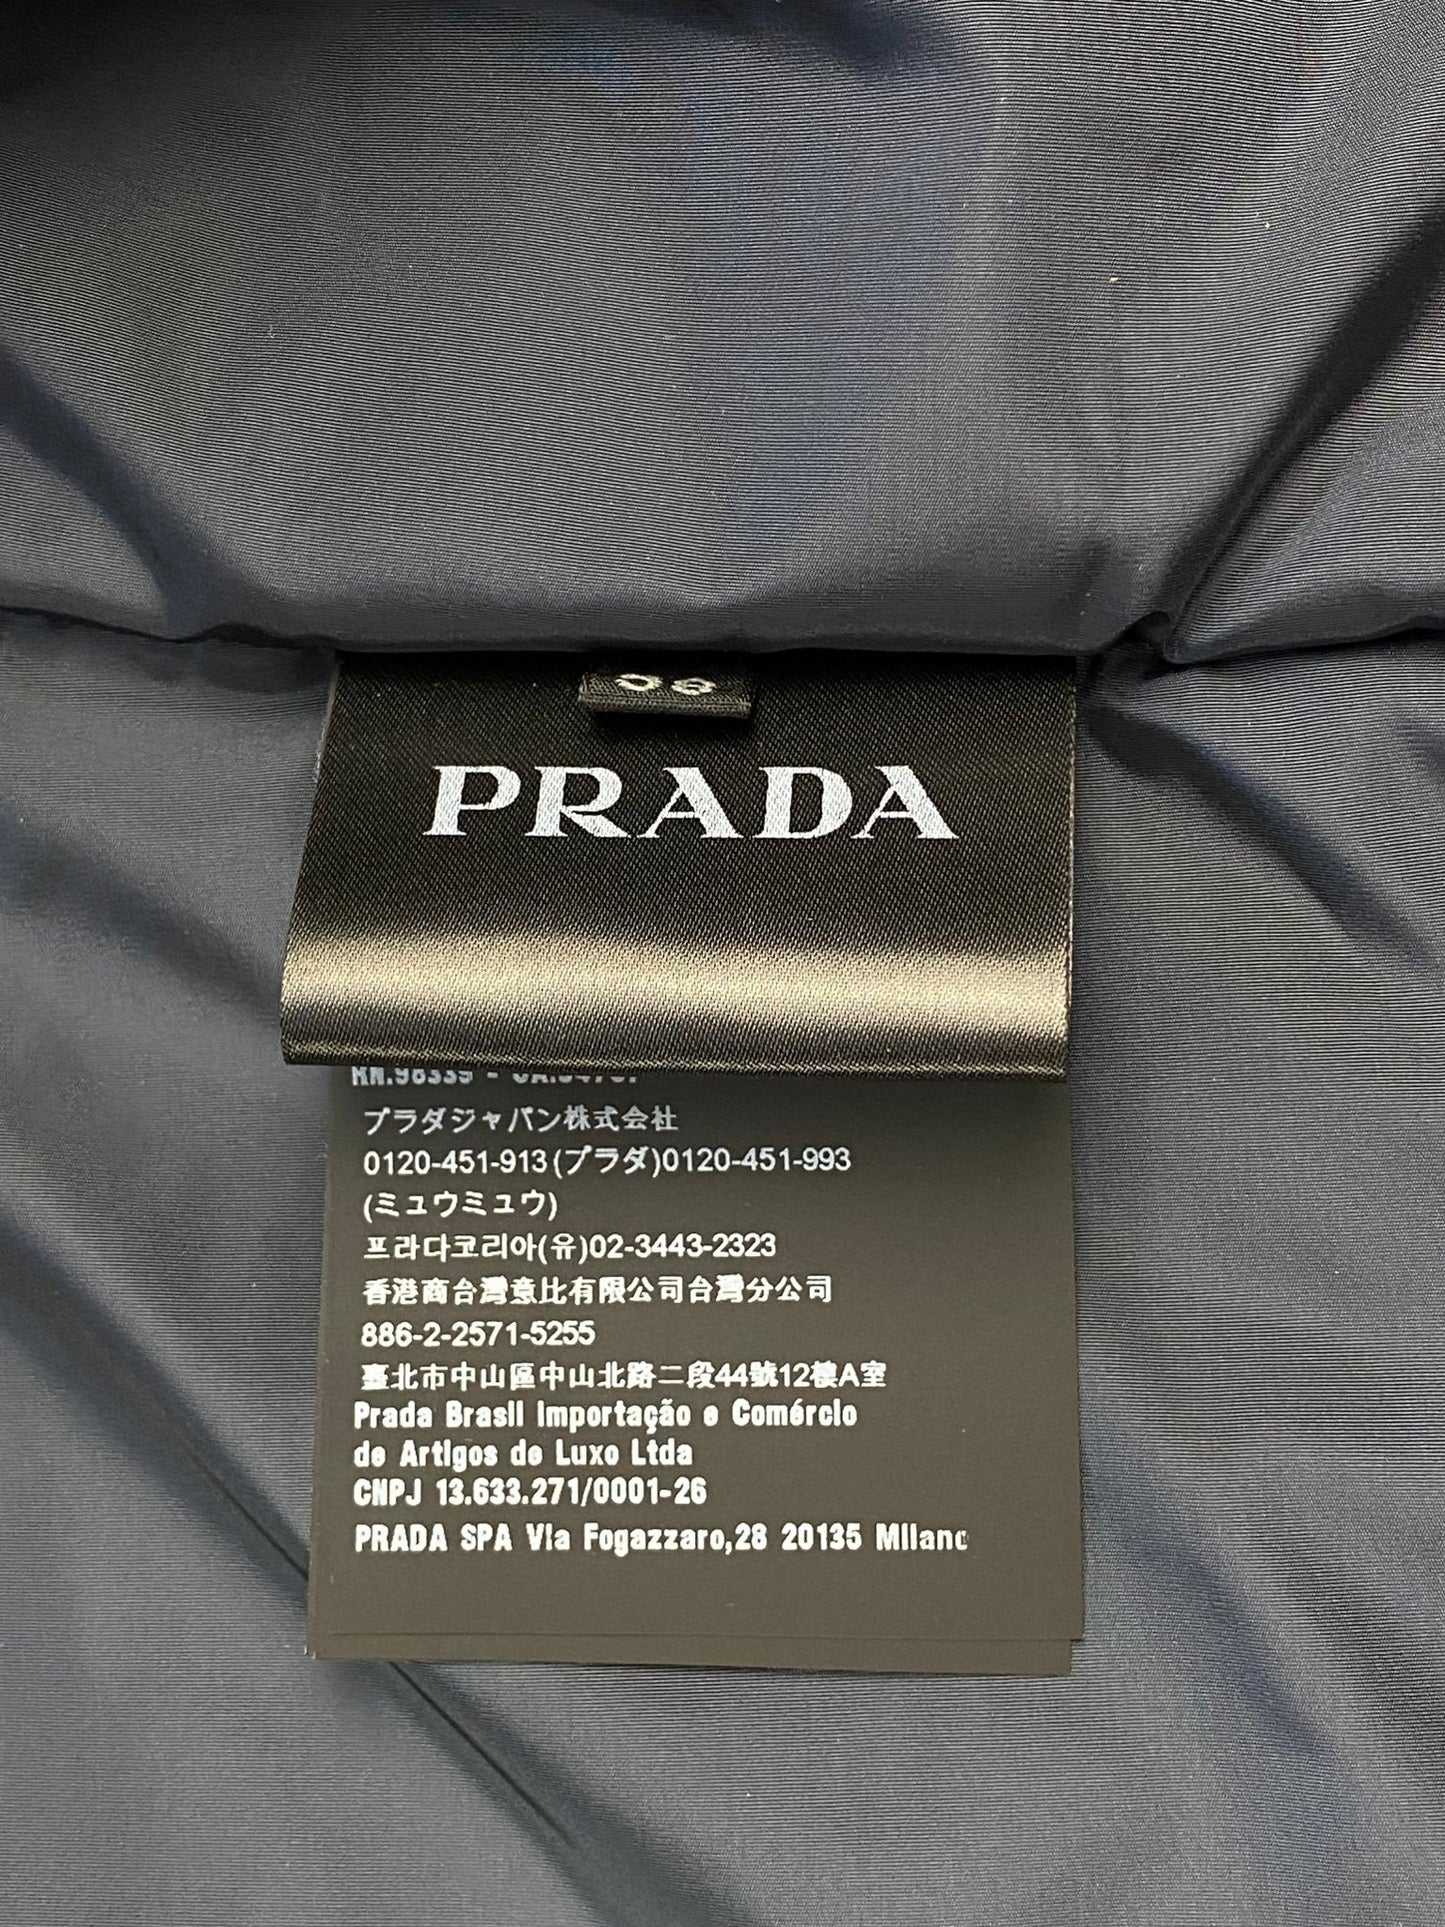 PRADA
プラダジャパン株式会社
0120-451-913(プラダ)0120-451-993
(ミュウミュウ)
프라다코리아(유)02-3443-2323
香港商台灣意比有限公司台灣分公司
886-2-2571-5255
臺北市中山區中山北路二段44號12樓A室
Prada Brasil Importação e Comércio
de Artigos de Luxo Ltda
CNPJ 13.633.271/0001-26
PRADA SPA Via Fogazzaro,28 20135 Milano